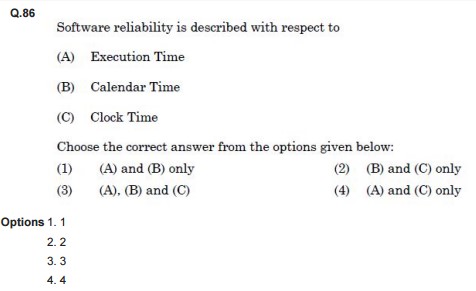 Q.86
Software reliability is described with respect to
(A) Execution Time
(B) Calendar Time
(C) Clock Time
Choose the correct answer from the options given below:
(1) (A) and (B) only (2) (B) and (C) only
(3) (A), (B) and (C) (4) (A) and (C) only
Options 1. 1
2. 2
3. 3
4. 4